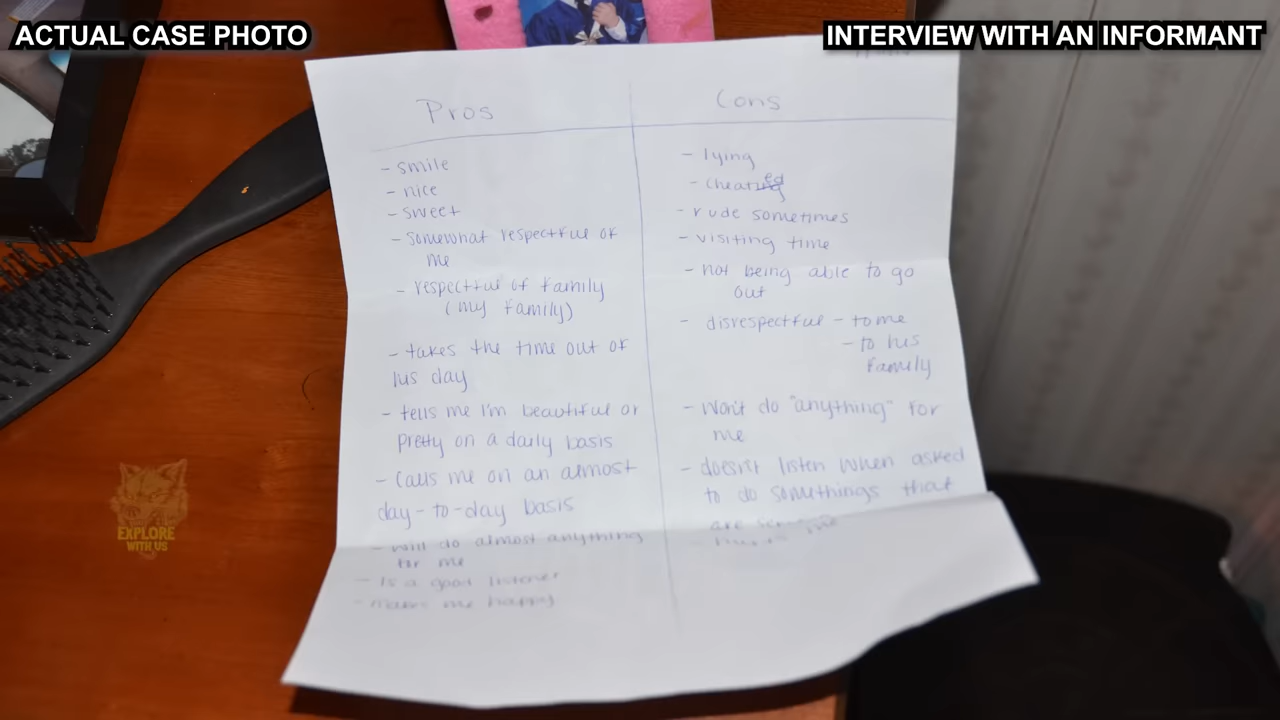 ACTUAL CASE PHOTO
INTERVIEW WITH AN INFORMANT
Pros
- smile
- nice
- sweet
- somewhat respectful of
me
- respectful of family
(my family)
- takes the time out of
his day
- tells me I'm beautiful or
pretty on a daily basis
- Calls me on an almost
day-to-day basis
- will do almost anything
for me
- Is a good listener
- makes me happy
Cons
- lying
- cheated
- rude sometimes
- visiting time
- not being able to go
out
- disrespectful - to me
- to his
family
- Won't do "anything" for
me
- doesn't listen when asked
to do somethings that
are
EXPLORE
WITH US